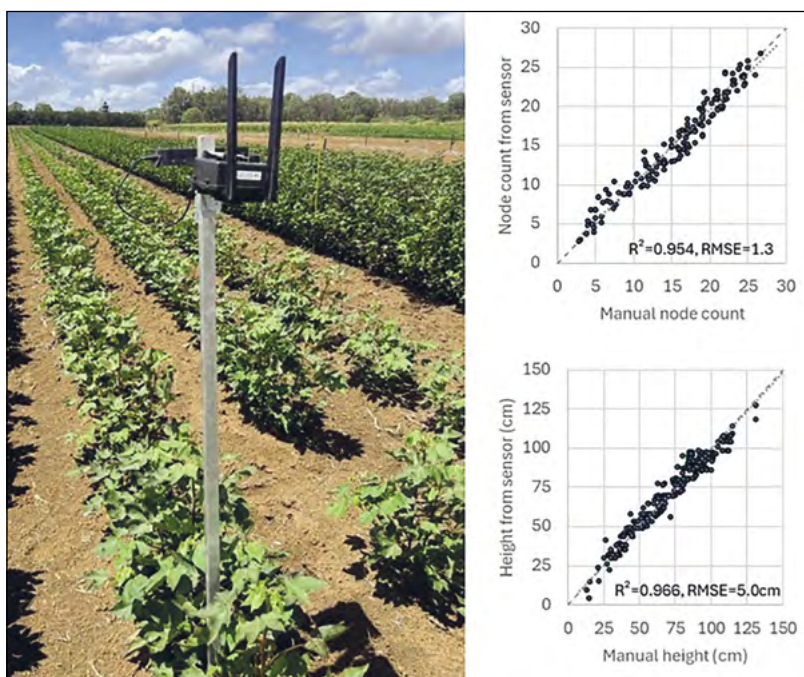 30
25
20
15
10
5
0
Node count from sensor
R²=0.954, RMSE=1.3
0 5 10 15 20 25 30
Manual node count
150
125
100
75
50
25
0
Height from sensor (cm)
R²=0.966, RMSE=5.0cm
0 25 50 75 100 125 150
Manual height (cm)